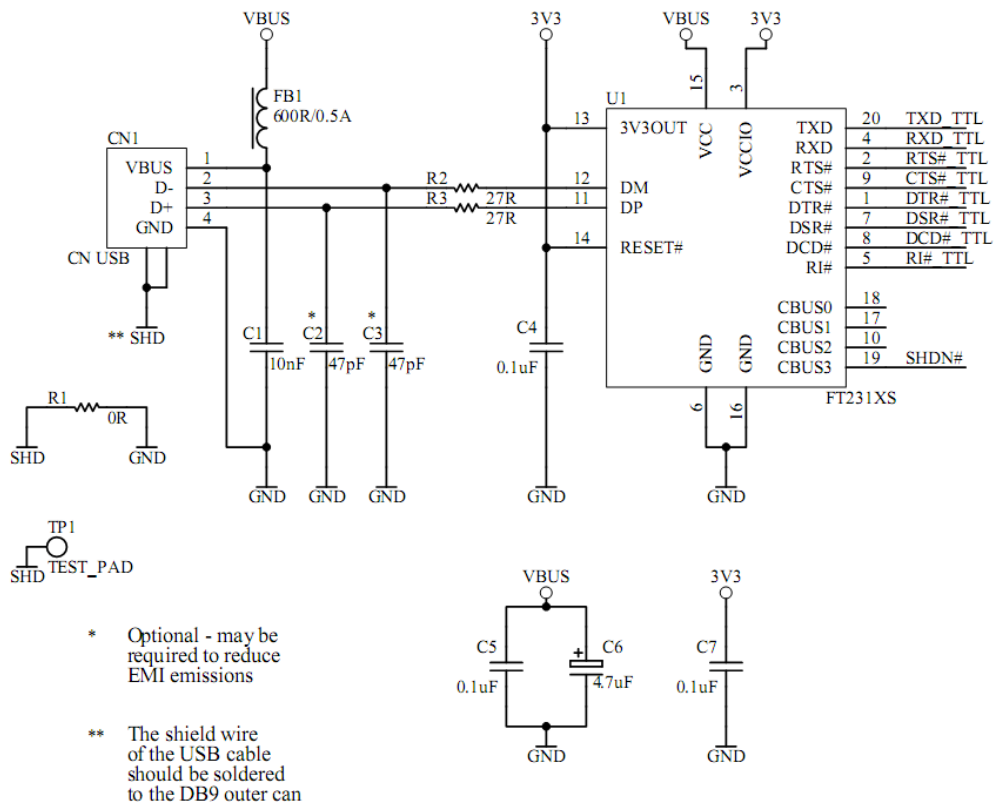 VBUS
3V3
VBUS
3V3
FB1
600R/0.5A
15
3
U1
CN1
VBUS
D-
D+
GND
1
2
3
4
CN USB
R2
27R
R3
27R
13
12
11
14
3V3OUT
DM
DP
RESET#
VCC
VCCIO
TXD
RXD
RTS#
CTS#
DTR#
DSR#
DCD#
RI#
20
4
2
9
1
7
8
5
TXD_TTL
RXD_TTL
RTS#_TTL
CTS#_TTL
DTR#_TTL
DSR#_TTL
DCD#_TTL
RI#_TTL
CBUS0
CBUS1
CBUS2
CBUS3
18
17
10
19
SHDN#
GND
GND
6
16
FT231XS
** SHD
C1
10nF
*
C2
47pF
*
C3
47pF
C4
0.1uF
R1
0R
SHD
GND
GND
GND
GND
GND
GND
TP1
SHD
TEST_PAD
VBUS
C5
0.1uF
+
C6
4.7uF
GND
3V3
C7
0.1uF
GND
* Optional - may be
required to reduce
EMI emissions
** The shield wire
of the USB cable
should be soldered
to the DB9 outer can